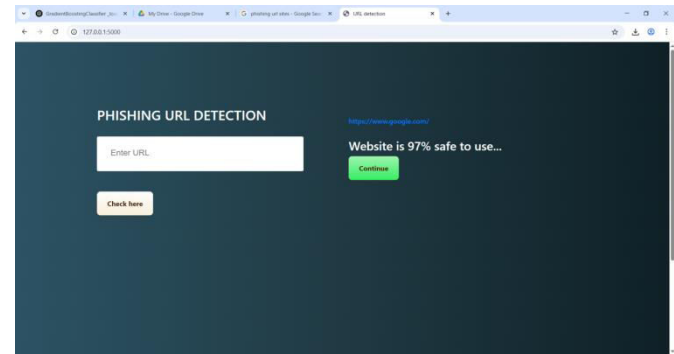 GradientBoostingClassifier
My Drive - Google Drive
phishing url sites - Google Sea
URL detection
127.0.0.1:5000
PHISHING URL DETECTION
Enter URL
Check here
https://www.google.com/
Website is 97% safe to use...
Continue